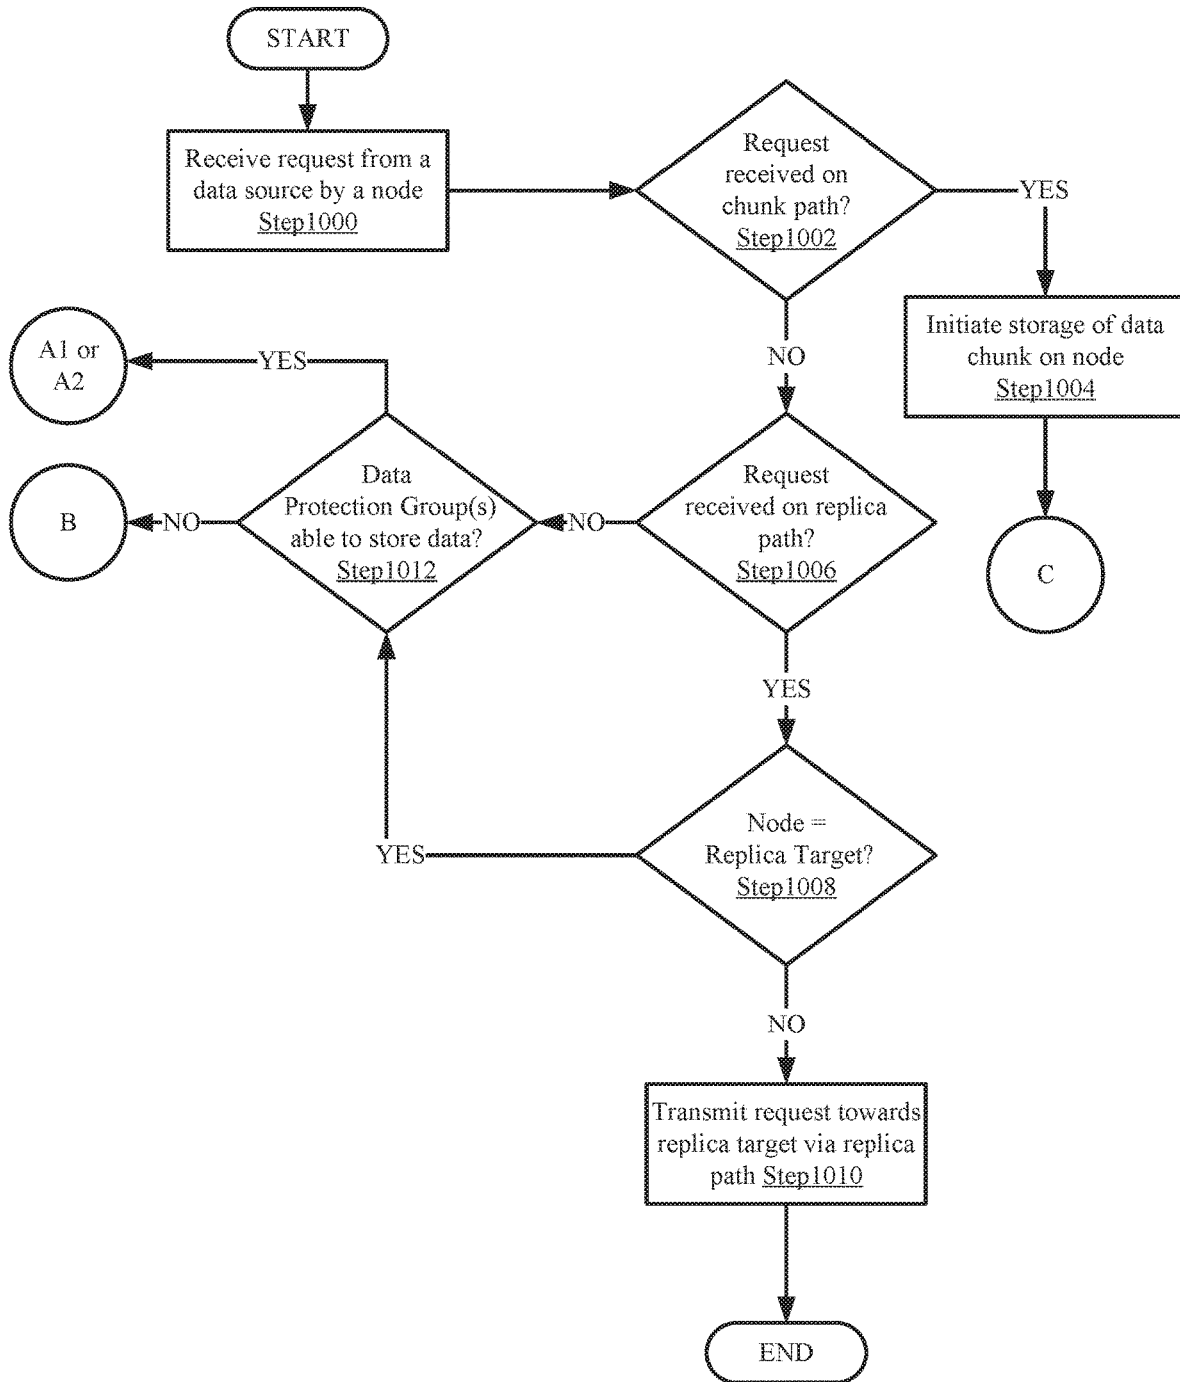 START
Receive request from a
data source by a node
Step1000
Request
received on
chunk path?
Step1002
YES
Initiate storage of data
chunk on node
Step1004
C
NO
Request
received on replica
path?
Step1006
NO
Data
Protection Group(s)
able to store data?
Step1012
YES
A1 or
A2
NO
B
YES
Node =
Replica Target?
Step1008
YES
NO
Transmit request towards
replica target via replica
path Step1010
END